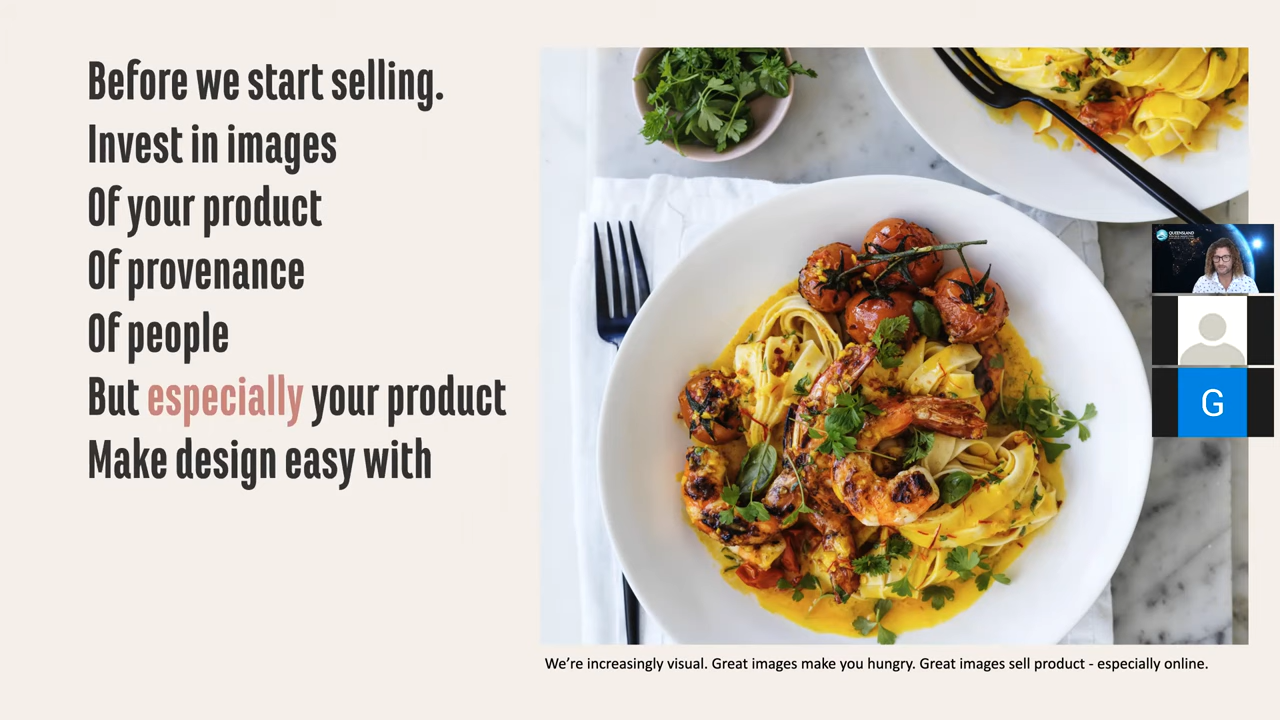 Before we start selling.
Invest in images
Of your product
Of provenance
Of people
But especially your product
Make design easy with
QUEENSLAND
G
We're increasingly visual. Great images make you hungry. Great images sell product - especially online.